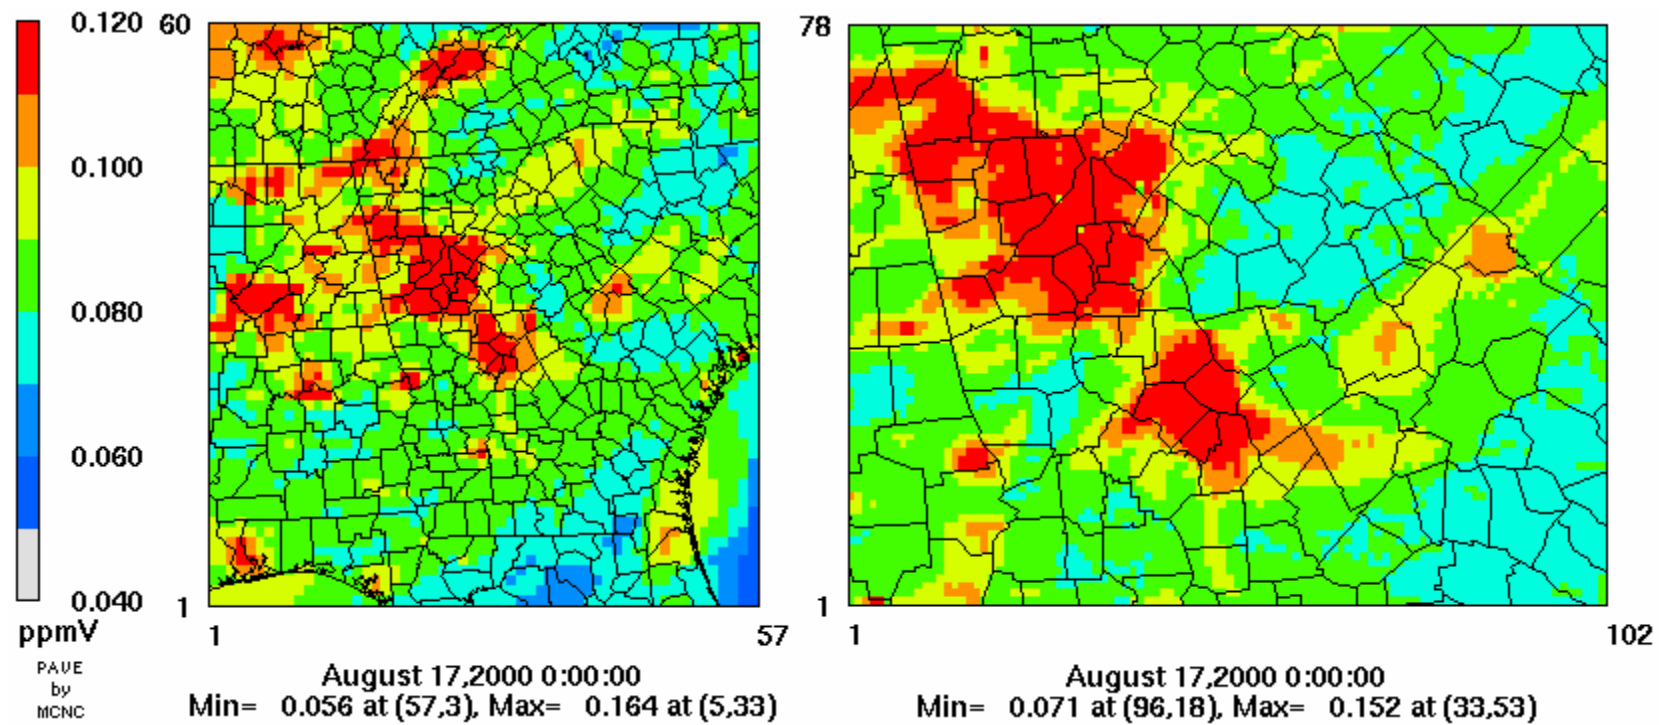 0.120
0.100
0.080
0.060
0.040
ppmV
PAVE
by
MCNC
60
1
1
57
August 17,2000 0:00:00
Min= 0.056 at (57,3), Max= 0.164 at (5,33)
78
1
1
102
August 17,2000 0:00:00
Min= 0.071 at (96,18), Max= 0.152 at (33,53)